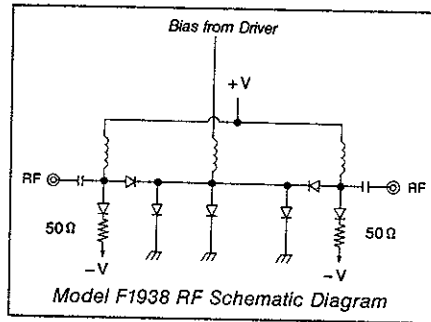 Bias from Driver
+V
RF
RF
50Ω
50Ω
−V
−V
Model F1938 RF Schematic Diagram